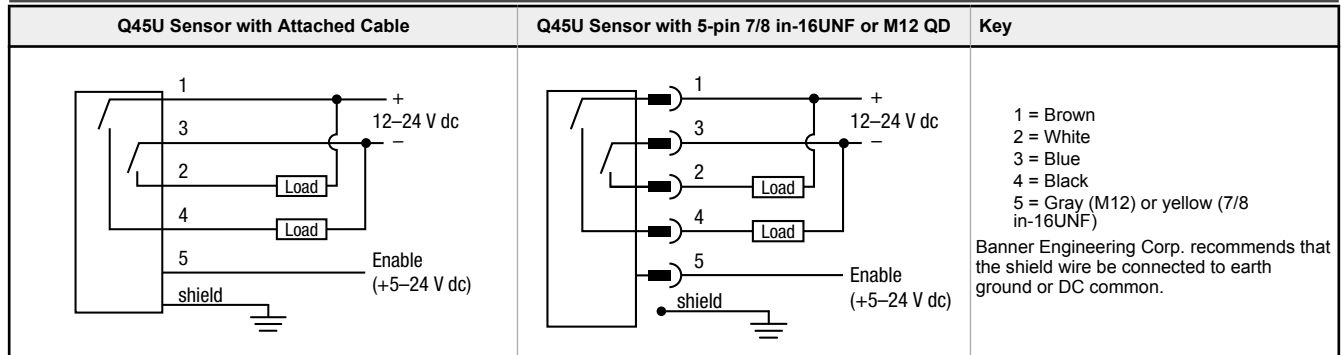 Q45U Sensor with Attached Cable
Q45U Sensor with 5-pin 7/8 in-16UNF or M12 QD
Key
1
+
12–24 V dc
3
–
2
Load
4
Load
5
Enable
(+5–24 V dc)
shield
1
+
12–24 V dc
3
–
2
Load
4
Load
5
Enable
(+5–24 V dc)
shield
1 = Brown
2 = White
3 = Blue
4 = Black
5 = Gray (M12) or yellow (7/8
in-16UNF)
Banner Engineering Corp. recommends that
the shield wire be connected to earth
ground or DC common.